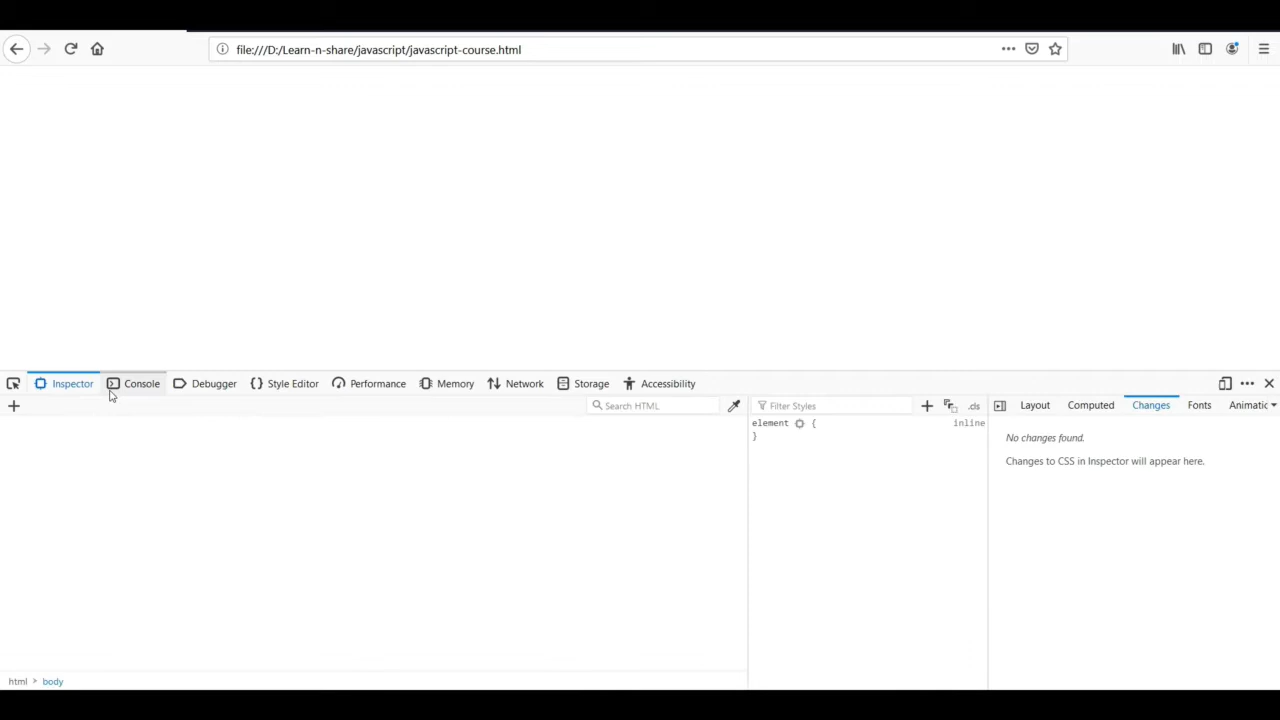 file:///D:/Learn-n-share/javascript/javascript-course.html
Inspector Console Debugger {} Style Editor Performance Memory Network Storage Accessibility
+ Search HTML Filter Styles + .cls Layout Computed Changes Fonts Animatic
element { inline
}
No changes found.
Changes to CSS in Inspector will appear here.
html > body